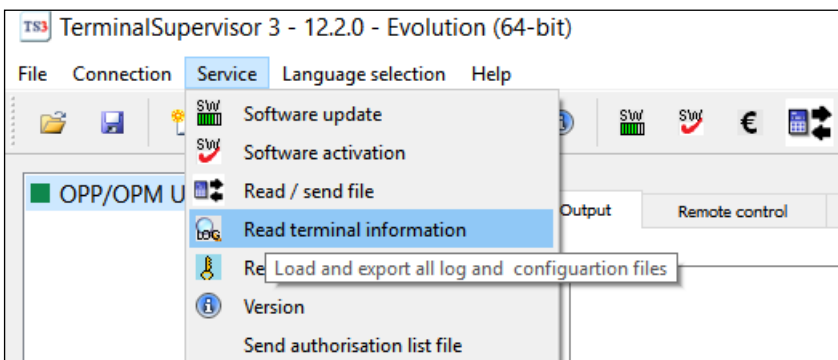 TS3 TerminalSupervisor 3 - 12.2.0 - Evolution (64-bit)
File Connection Service Language selection Help
SW Software update
SW Software activation
SW SW €
OPP/OPM U
Read / send file
Output Remote control
LOG Read terminal information
Re
Load and export all log and configuartion files
Version
Send authorisation list file